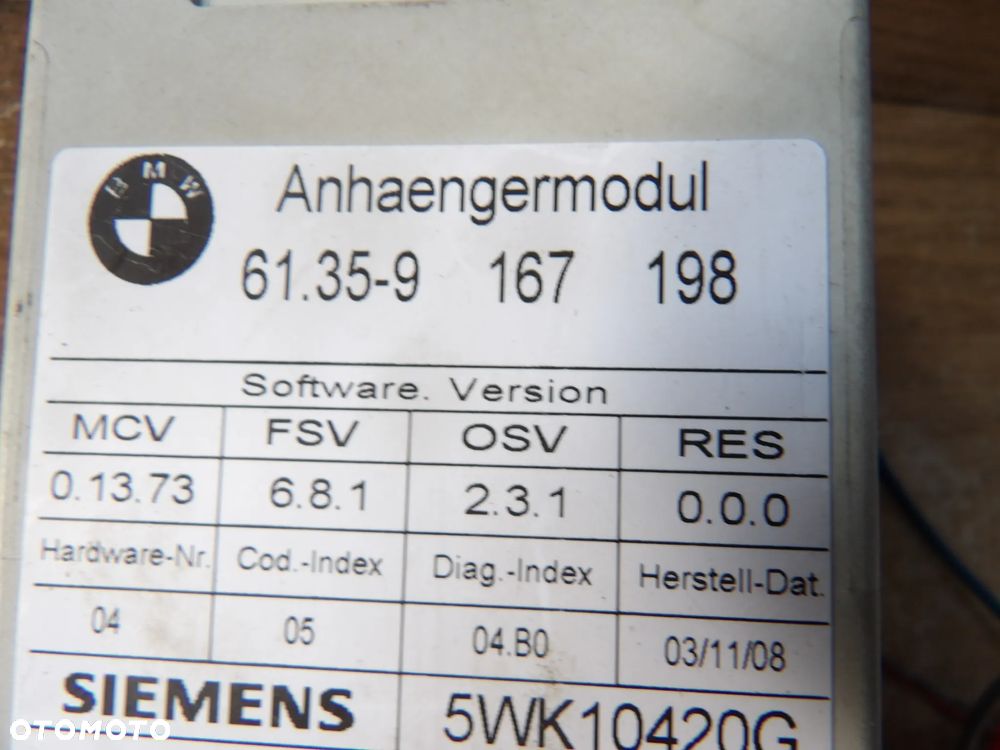 BMW
Anhaengermodul
61.35-9 167 198
Software. Version
MCV FSV OSV RES
0.13.73 6.8.1 2.3.1 0.0.0
Hardware-Nr. Cod.-Index Diag.-Index Herstell-Dat.
04 05 04.B0 03/11/08
SIEMENS 5WK10420G
OTOMOTO